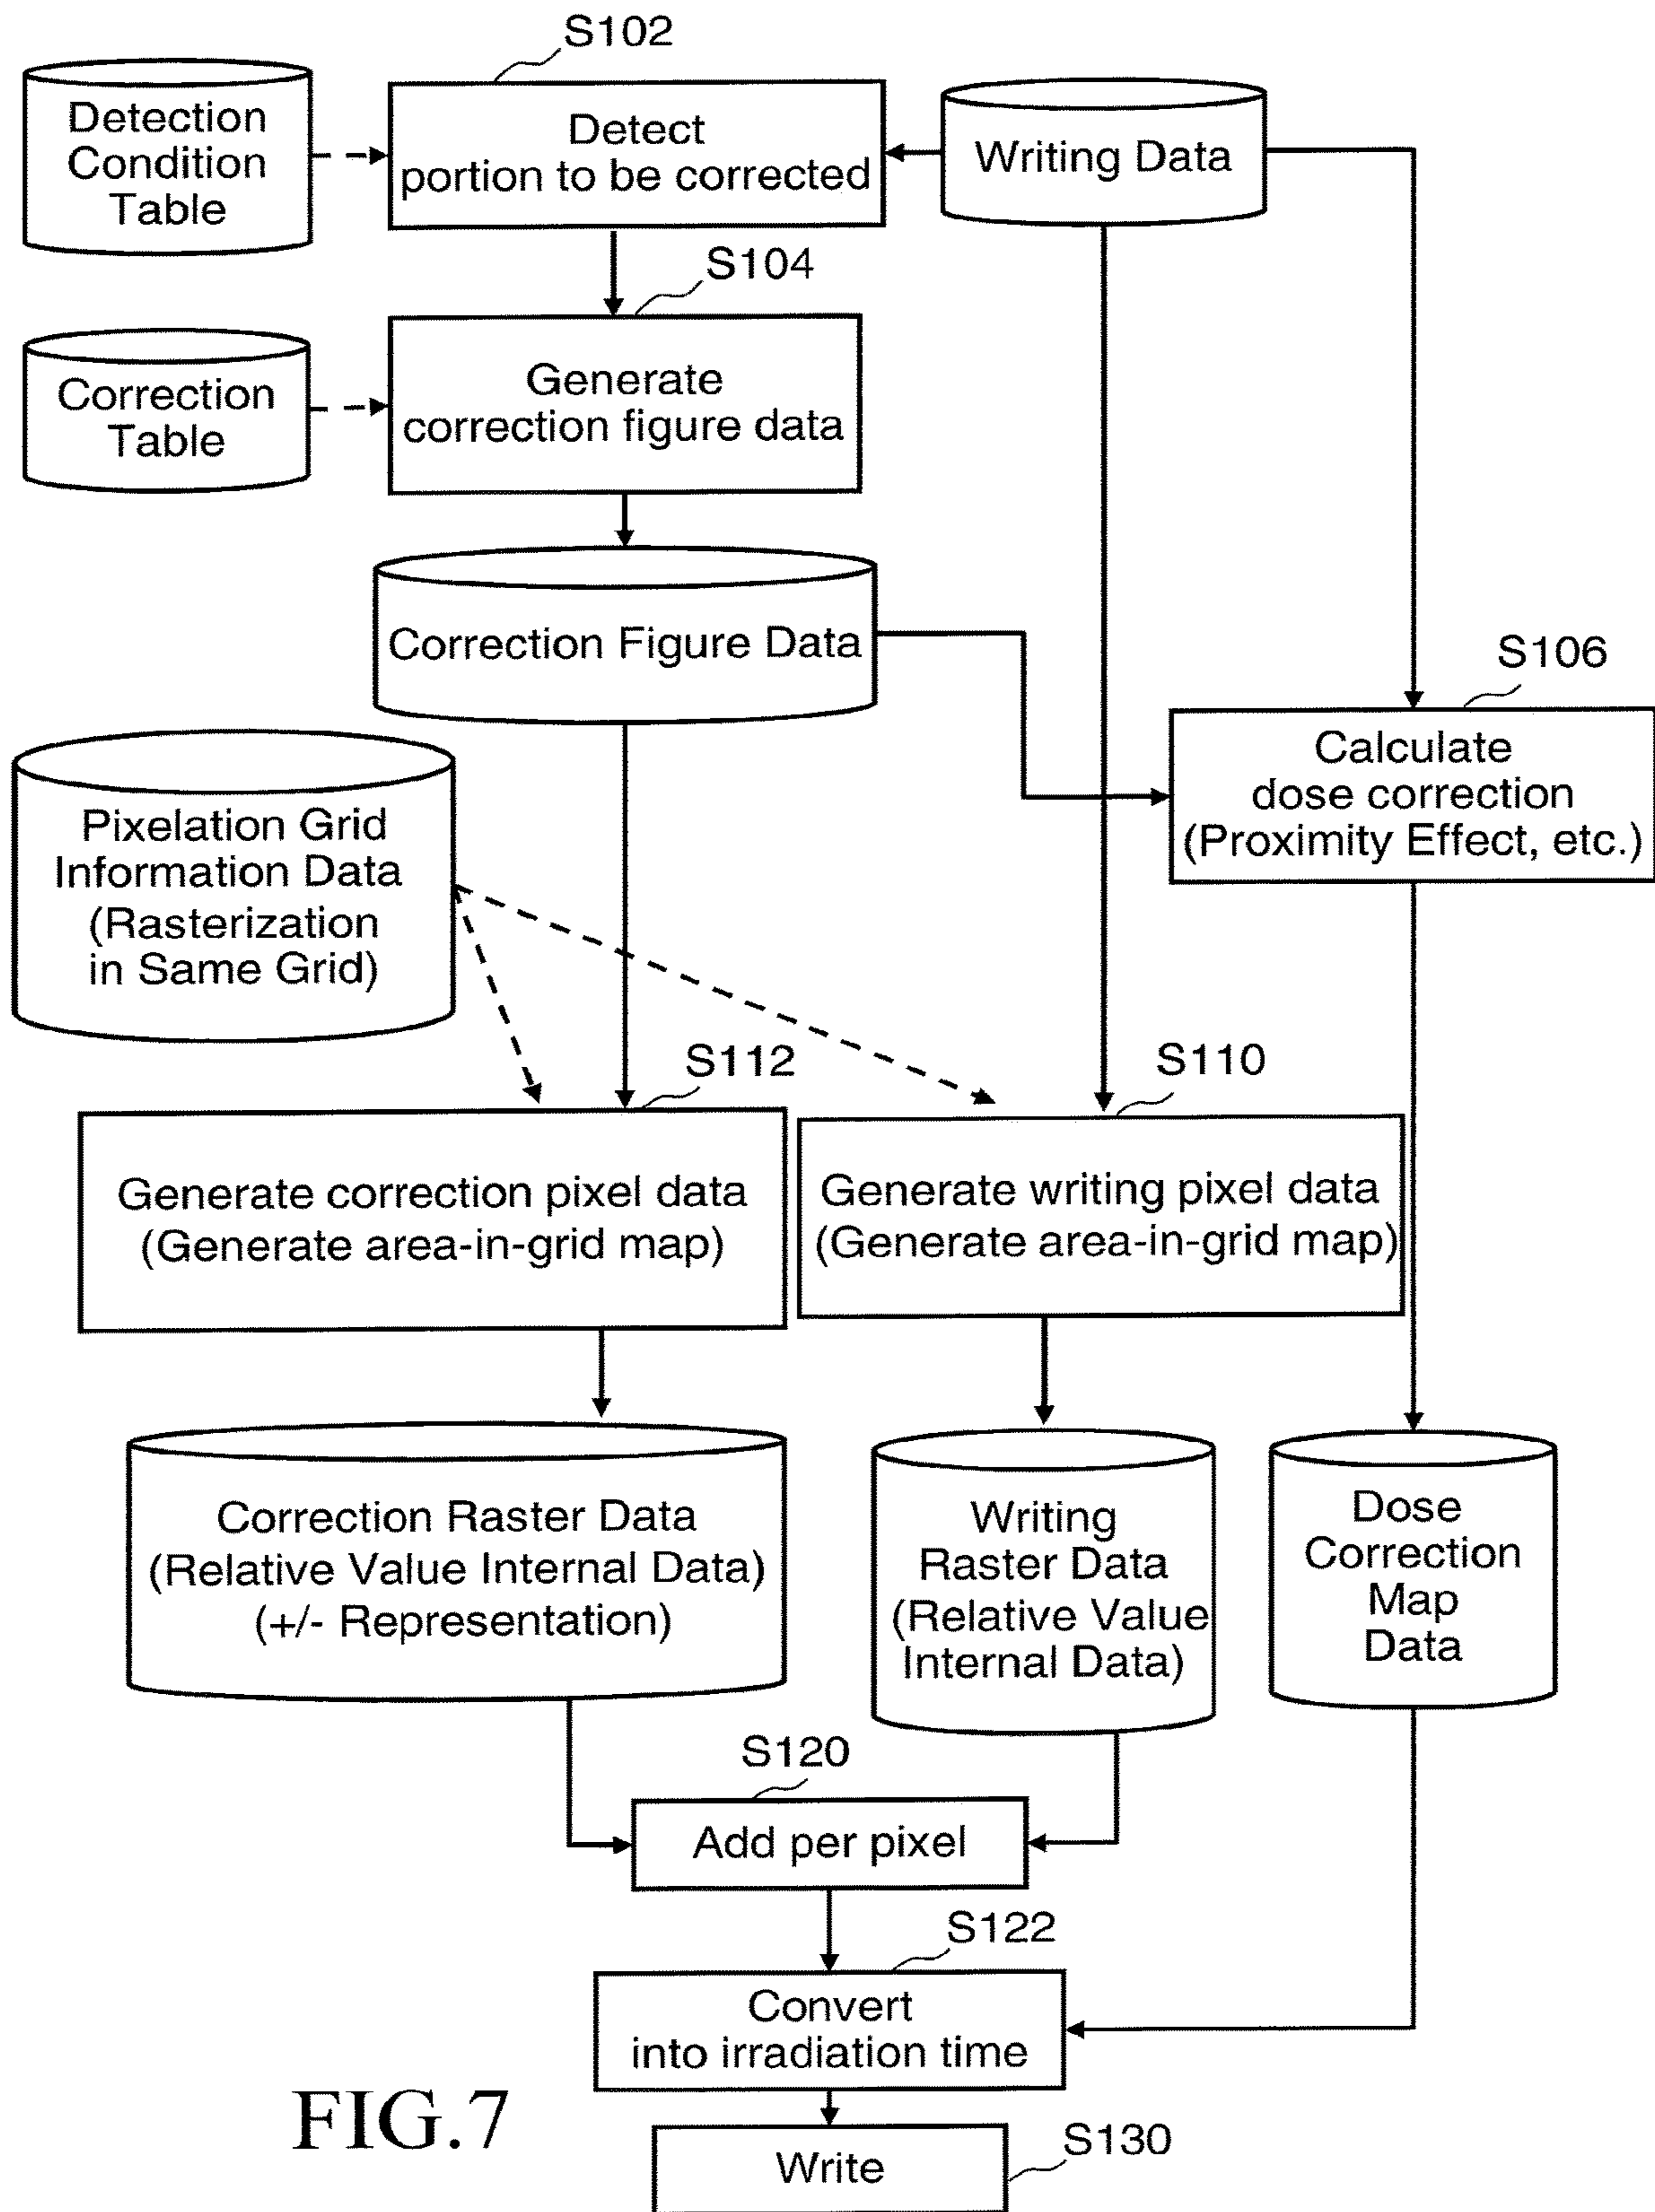 S102
Detection
Condition
Table
Detect
portion to be corrected
Writing Data
S104
Correction
Table
Generate
correction figure data
Correction Figure Data
S106
Calculate
dose correction
(Proximity Effect, etc.)
Pixelation Grid
Information Data
(Rasterization
in Same Grid)
S112
S110
Generate correction pixel data
(Generate area-in-grid map)
Generate writing pixel data
(Generate area-in-grid map)
Correction Raster Data
(Relative Value Internal Data)
(+/- Representation)
Writing
Raster Data
(Relative Value
Internal Data)
Dose
Correction
Map
Data
S120
Add per pixel
S122
Convert
into irradiation time
FIG.7
S130
Write